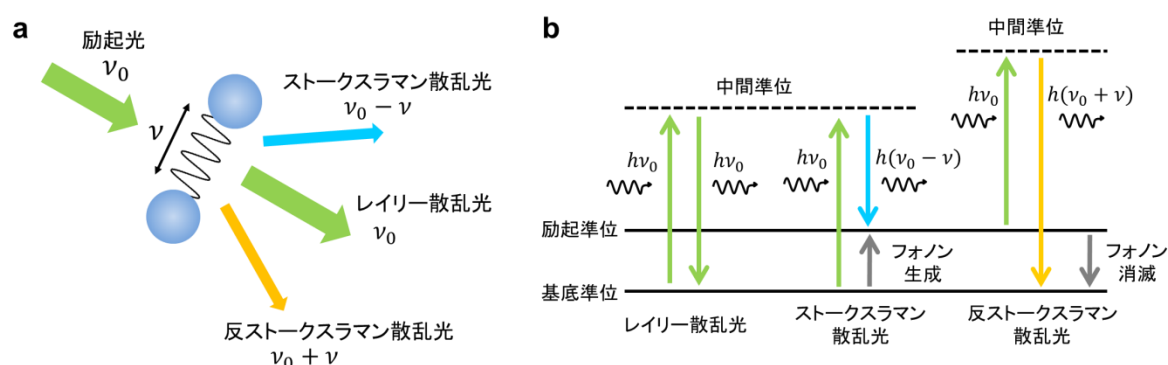 a
励起光
ν₀
ν
ストークスラマン散乱光
ν₀ − ν
レイリー散乱光
ν₀
反ストークスラマン散乱光
ν₀ + ν
b
中間準位
中間準位
hν₀
hν₀
hν₀
h(ν₀ − ν)
hν₀
h(ν₀ + ν)
励起準位
フォノン
生成
フォノン
消滅
基底準位
レイリー散乱光
ストークスラマン
散乱光
反ストークスラマン
散乱光